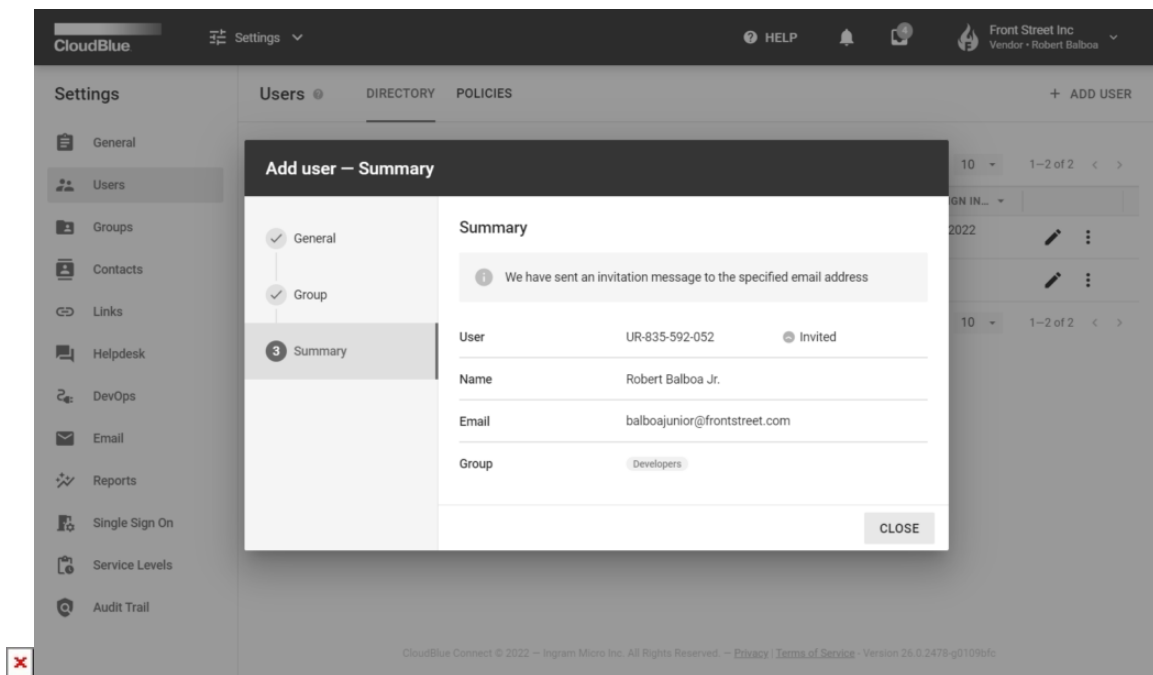 CloudBlue
Settings
HELP
4
Front Street Inc
Vendor • Robert Balboa
Settings
Users
DIRECTORY
POLICIES
+ ADD USER
General
Users
Groups
Contacts
Links
Helpdesk
DevOps
Email
Reports
Single Sign On
Service Levels
Audit Trail
10
1–2 of 2
GN IN...
2022
10
1–2 of 2
Add user — Summary
General
Group
3 Summary
Summary
We have sent an invitation message to the specified email address
User UR-835-592-052 Invited
Name Robert Balboa Jr.
Email balboajunior@frontstreet.com
Group Developers
CLOSE
CloudBlue Connect © 2022 — Ingram Micro Inc. All Rights Reserved. — Privacy | Terms of Service - Version 26.0.2478-g0109bfc